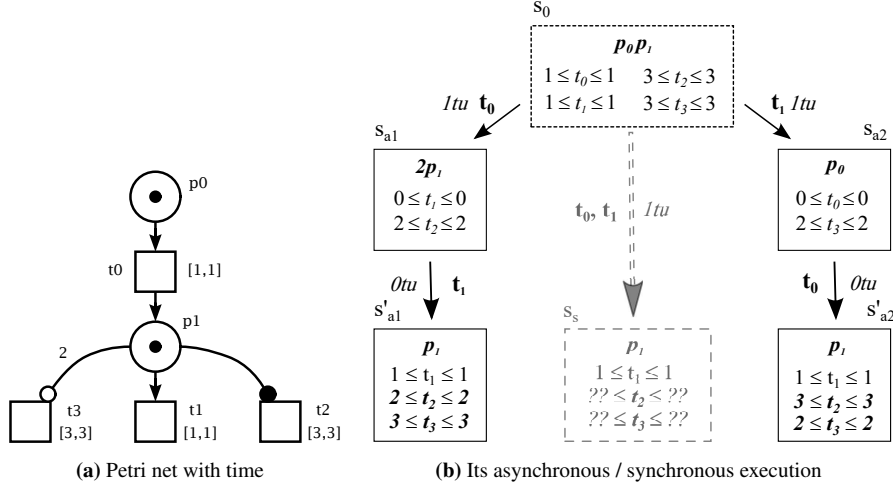 p0
t0
[1,1]
p1
2
t3
[3,3]
t1
[1,1]
t2
[3,3]
(a) Petri net with time
s0
p0p1
1 ≤ t0 ≤ 1 3 ≤ t2 ≤ 3
1 ≤ t1 ≤ 1 3 ≤ t3 ≤ 3
1tu t0
t1 1tu
sa1
2p1
0 ≤ t1 ≤ 0
2 ≤ t2 ≤ 2
t0, t1 1tu
sa2
p0
0 ≤ t0 ≤ 0
2 ≤ t3 ≤ 2
0tu t1
t0 0tu
s'a1
p1
1 ≤ t1 ≤ 1
2 ≤ t2 ≤ 2
3 ≤ t3 ≤ 3
ss
p1
1 ≤ t1 ≤ 1
?? ≤ t2 ≤ ??
?? ≤ t3 ≤ ??
s'a2
p1
1 ≤ t1 ≤ 1
3 ≤ t2 ≤ 3
2 ≤ t3 ≤ 2
(b) Its asynchronous / synchronous execution